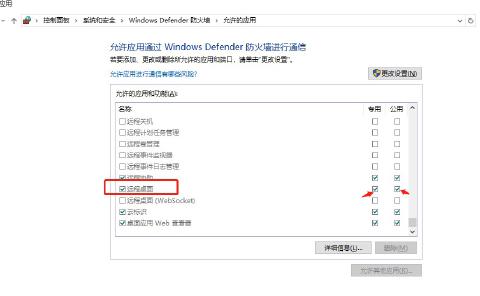 应用
控制面板 › 系统和安全 › Windows Defender 防火墙 › 允许的应用
允许应用通过 Windows Defender 防火墙进行通信
若要添加、更改或删除所允许的应用和端口，请单击"更改设置"。
允许应用进行通信有哪些风险?
更改设置(N)
允许的应用和功能(A):
名称 专用 公用
远程关机
远程计划任务管理
远程卷管理
远程事件监视器
远程事件日志管理
远程协助
远程桌面
远程桌面 (WebSocket)
云标识
桌面应用 Web 查看器
详细信息(L)... 删除(M)
允许其他应用(R)...